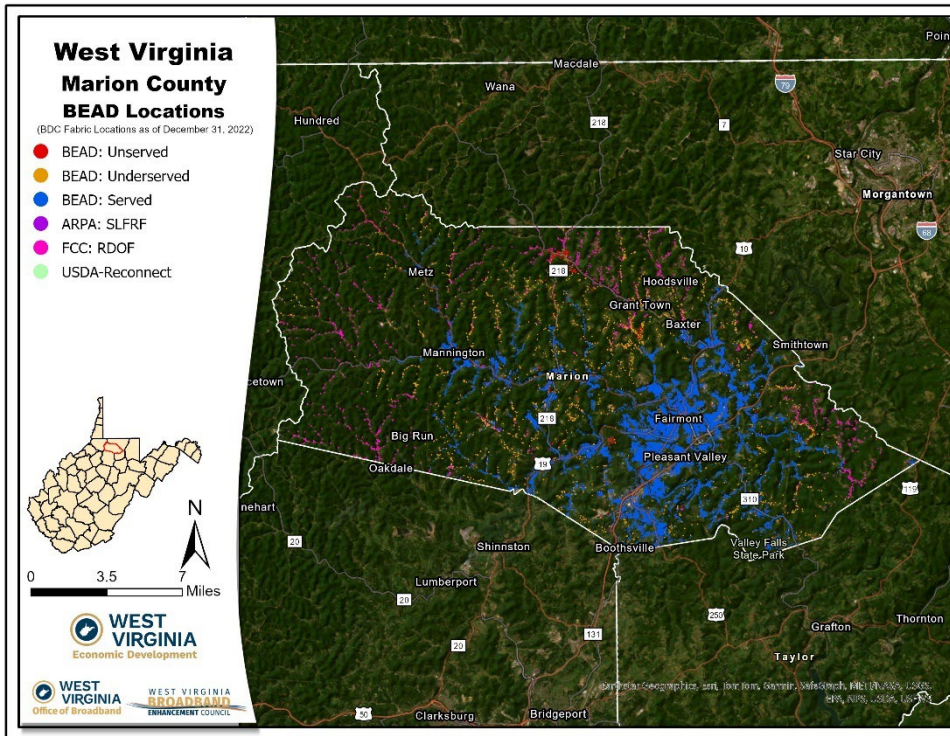 West Virginia
Marion County
BEAD Locations
(BDC Fabric Locations as of December 31, 2022)
BEAD: Unserved
BEAD: Underserved
BEAD: Served
ARPA: SLFRF
FCC: RDOF
USDA-Reconnect
N
0 3.5 7
Miles
WEST
VIRGINIA
Economic Development
WEST
VIRGINIA
Office of Broadband
WEST VIRGINIA
BROADBAND
ENHANCEMENT COUNCIL
Macdale
Wana
79
Hundred
218
7
Star City
Morgantown
68
19
Metz
218
Hoodsville
Grant Town
Baxter
Smithtown
Mannington
Marion
218
Fairmont
Big Run
Pleasant Valley
Oakdale
19
310
119
20
Shinnston
Boothsville
Valley Falls
State Park
Lumberport
20
250
Thornton
131
Grafton
20
Taylor
50
Clarksburg
Bridgeport